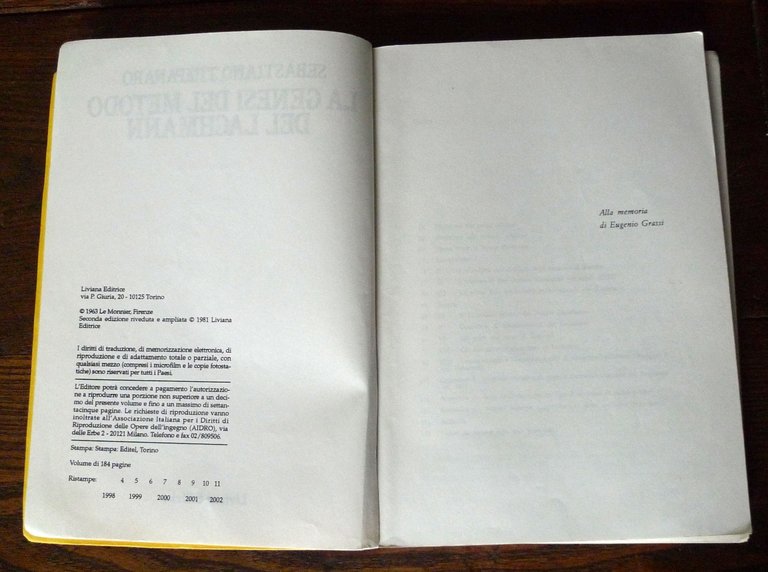 SEBASTIANO TIMPANARO
LA GENESI DEL METODO
DEL LACHMANN
Liviana Editrice
via P. Giuria, 20 - 10125 Torino
© 1963 Le Monnier, Firenze
Seconda edizione riveduta e ampliata © 1981 Liviana
Editrice
I diritti di traduzione, di memorizzazione elettronica, di
riproduzione e di adattamento totale o parziale, con
qualsiasi mezzo (compresi i microfilm e le copie fotosta-
tiche) sono riservati per tutti i Paesi.
L'Editore potrà concedere a pagamento l'autorizzazio-
ne a riprodurre una porzione non superiore a un deci-
mo del presente volume e fino a un massimo di settan-
tacinque pagine. Le richieste di riproduzione vanno
inoltrate all'Associazione Italiana per i Diritti di
Riproduzione delle Opere dell'ingegno (AIDRO), via
delle Erbe 2 - 20121 Milano. Telefono e fax 02/809506.
Stampa: Stampa: Editel, Torino
Volume di 184 pagine
Ristampe: 4 5 6 7 8 9 10 11
1998 1999 2000 2001 2002
Alla memoria
di Eugenio Grassi